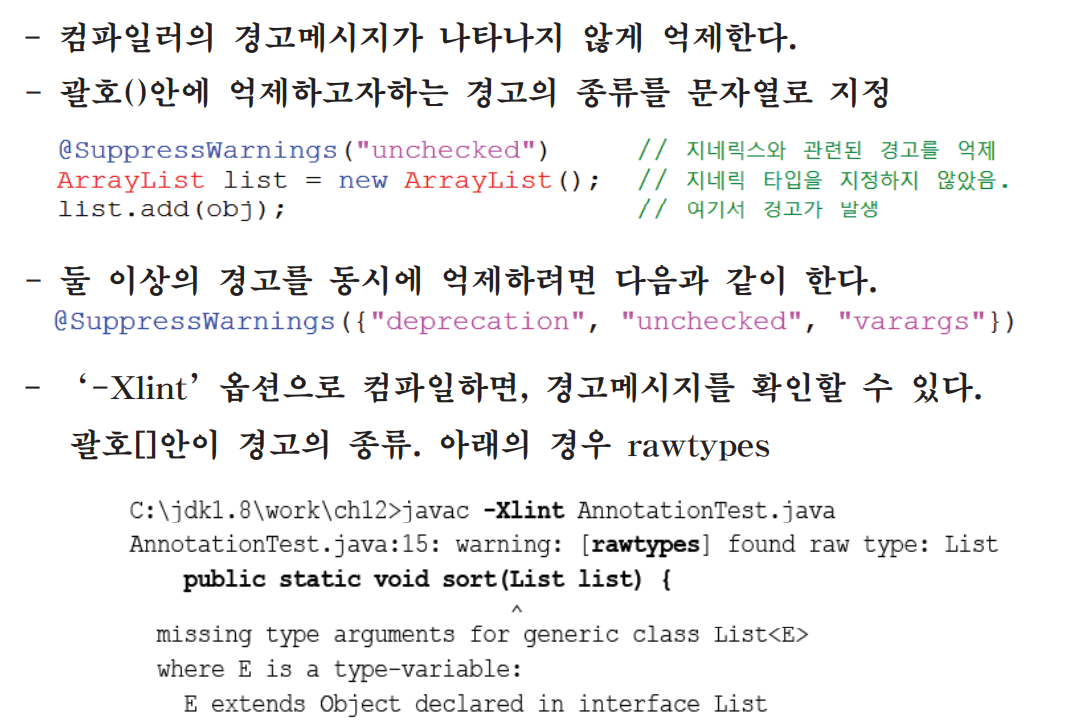 - 컴파일러의 경고메시지가 나타나지 않게 억제한다.
- 괄호()안에 억제하고자하는 경고의 종류를 문자열로 지정
@SuppressWarnings("unchecked") // 지네릭스와 관련된 경고를 억제
ArrayList list = new ArrayList(); // 지네릭 타입을 지정하지 않았음.
list.add(obj); // 여기서 경고가 발생
- 둘 이상의 경고를 동시에 억제하려면 다음과 같이 한다.
@SuppressWarnings({"deprecation", "unchecked", "varargs"})
- ‘-Xlint’ 옵션으로 컴파일하면, 경고메시지를 확인할 수 있다.
괄호[]안이 경고의 종류. 아래의 경우 rawtypes
C:\jdk1.8\work\ch12>javac -Xlint AnnotationTest.java
AnnotationTest.java:15: warning: [rawtypes] found raw type: List
public static void sort(List list) {
^
missing type arguments for generic class List<E>
where E is a type-variable:
E extends Object declared in interface List